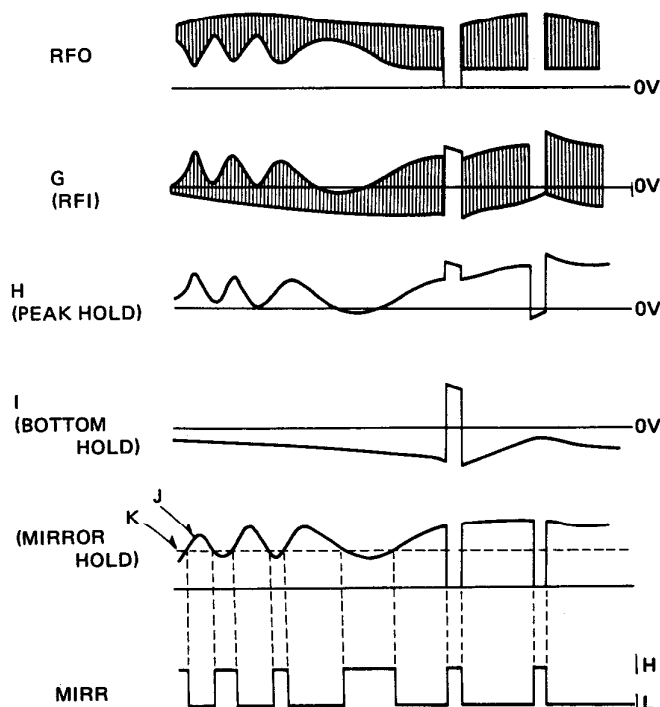 RFO
0V
G
(RFI)
0V
H
(PEAK HOLD)
0V
I
(BOTTOM
HOLD)
0V
J
K
(MIRROR
HOLD)
H
MIRR
L